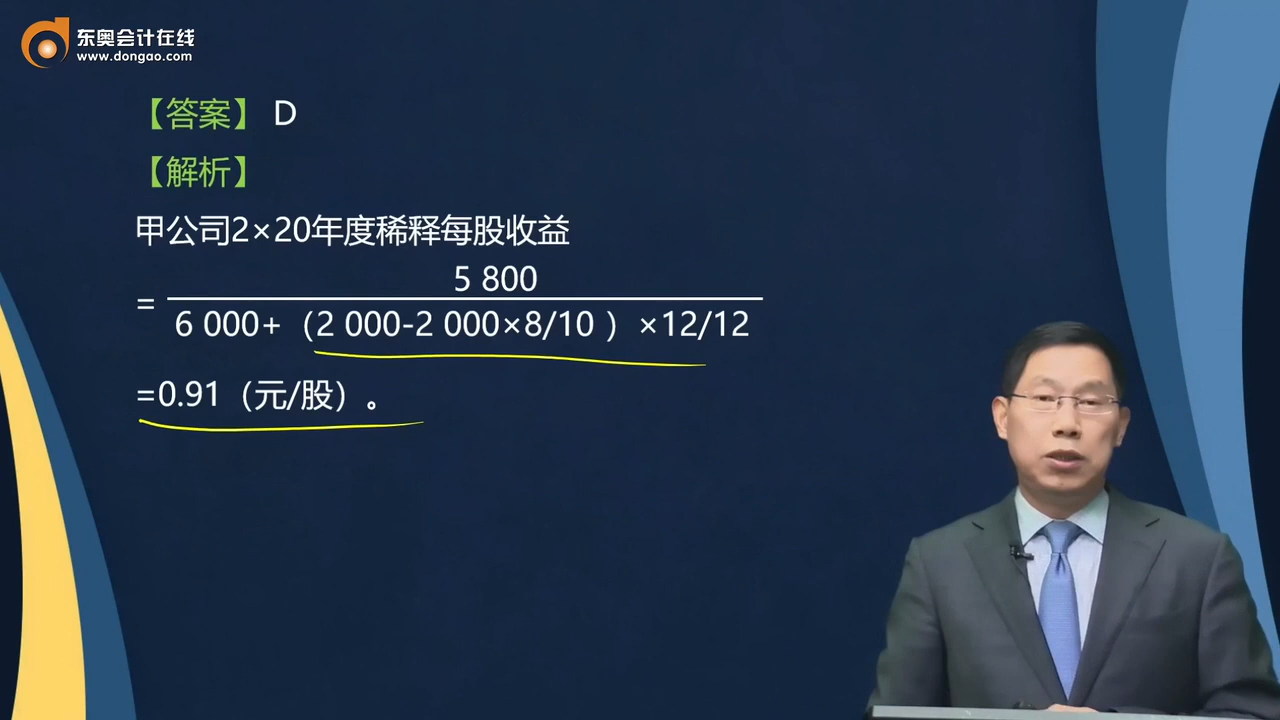 东奥会计在线
www.dongao.com
【答案】 D
【解析】
甲公司2×20年度稀释每股收益
5 800
=
6 000+（2 000-2 000×8/10 ）×12/12
=0.91（元/股）。